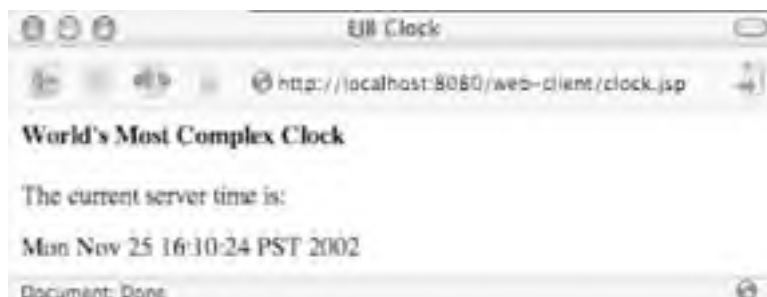 EJB Clock
http://localhost:8080/web-client/clock.jsp
World's Most Complex Clock
The current server time is:
Mon Nov 25 16:10:24 PST 2002
Document: Done